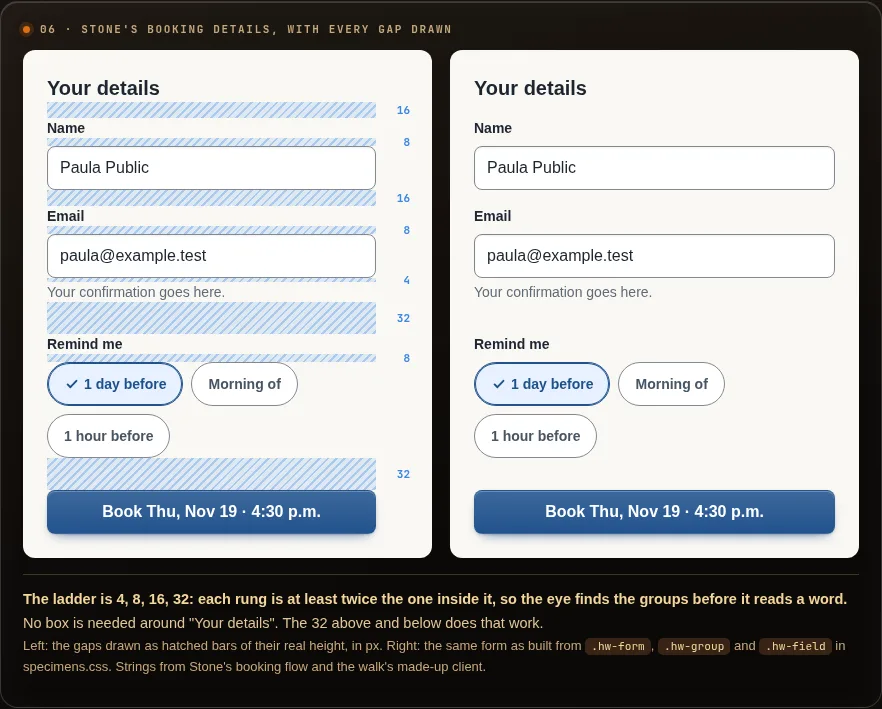 06 · STONE'S BOOKING DETAILS, WITH EVERY GAP DRAWN
Your details
16
Name
8
Paula Public
16
Email
8
paula@example.test
4
Your confirmation goes here.
32
Remind me
8
1 day before
Morning of
1 hour before
32
Book Thu, Nov 19 · 4:30 p.m.
Your details
Name
Paula Public
Email
paula@example.test
Your confirmation goes here.
Remind me
1 day before
Morning of
1 hour before
Book Thu, Nov 19 · 4:30 p.m.
The ladder is 4, 8, 16, 32: each rung is at least twice the one inside it, so the eye finds the groups before it reads a word.
No box is needed around "Your details". The 32 above and below does that work.
Left: the gaps drawn as hatched bars of their real height, in px. Right: the same form as built from .hw-form, .hw-group and .hw-field in
specimens.css. Strings from Stone's booking flow and the walk's made-up client.